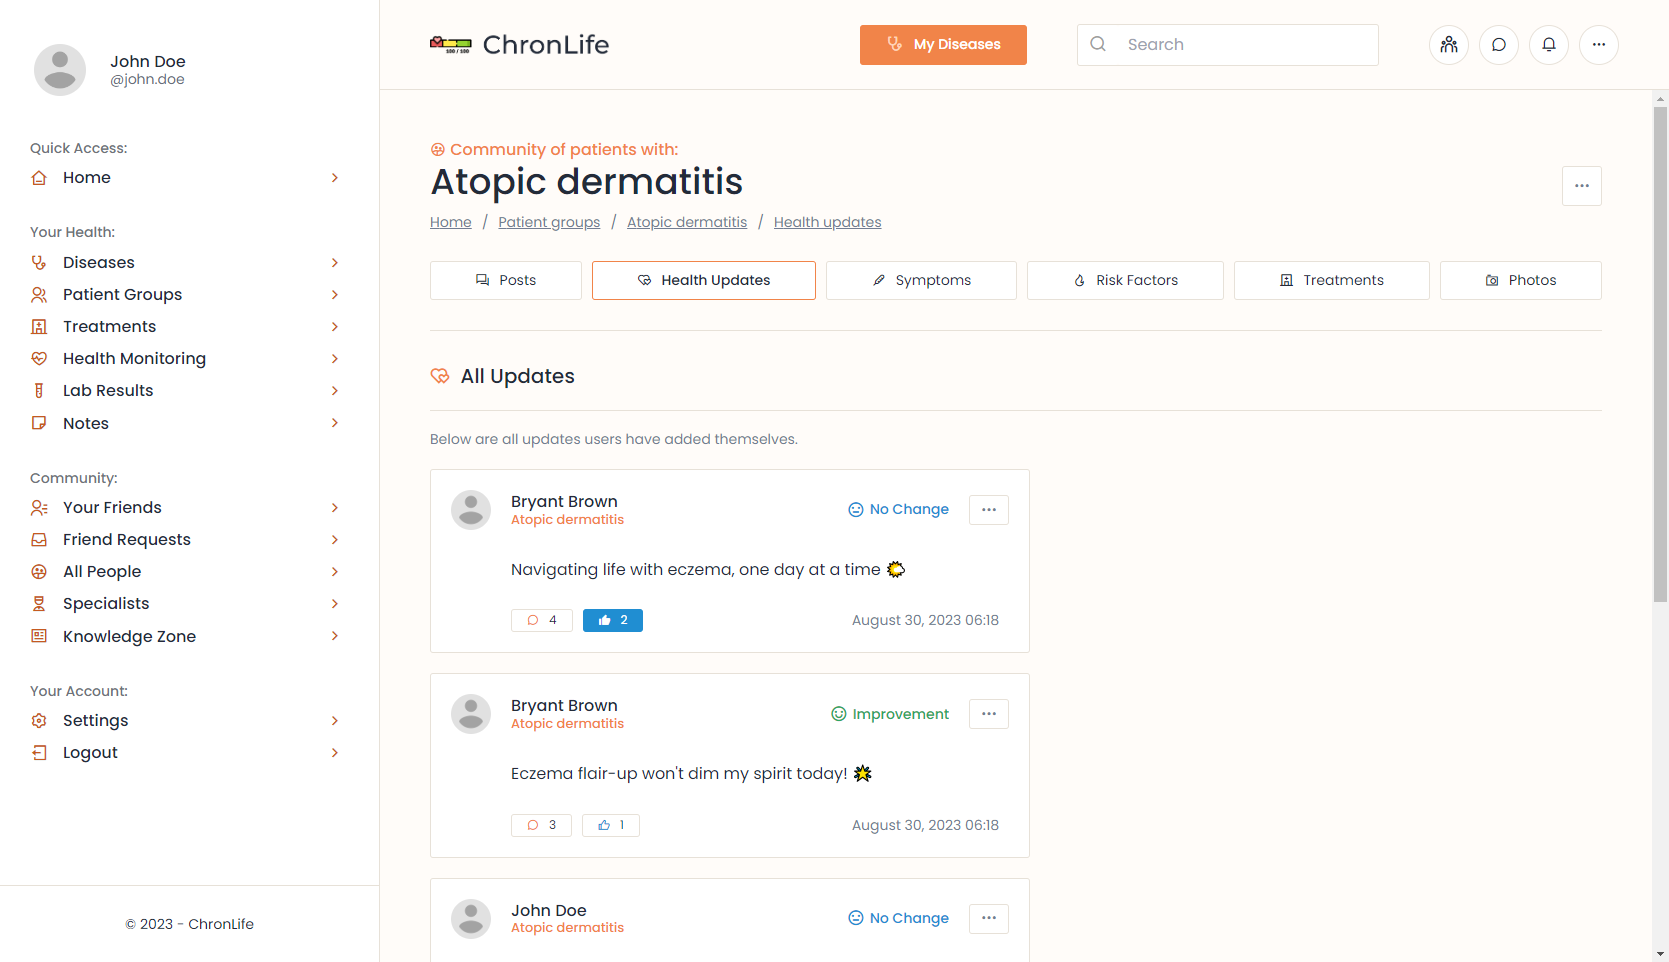 John Doe
@john.doe
Quick Access:
Home
Your Health:
Diseases
Patient Groups
Treatments
Health Monitoring
Lab Results
Notes
Community:
Your Friends
Friend Requests
All People
Specialists
Knowledge Zone
Your Account:
Settings
Logout
© 2023 - ChronLife
100 / 100
ChronLife
My Diseases
Search
Community of patients with:
Atopic dermatitis
Home / Patient groups / Atopic dermatitis / Health updates
Posts
Health Updates
Symptoms
Risk Factors
Treatments
Photos
All Updates
Below are all updates users have added themselves.
Bryant Brown
Atopic dermatitis
No Change
Navigating life with eczema, one day at a time
4
2
August 30, 2023 06:18
Bryant Brown
Atopic dermatitis
Improvement
Eczema flair-up won't dim my spirit today!
3
1
August 30, 2023 06:18
John Doe
Atopic dermatitis
No Change